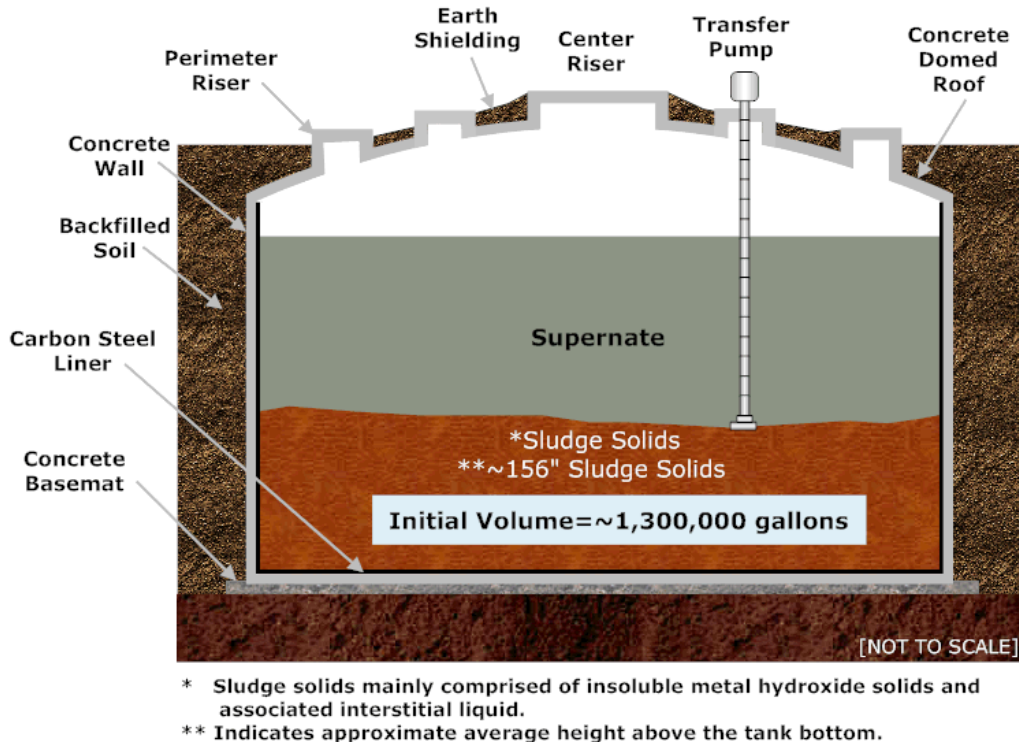 Earth
Shielding
Center
Riser
Transfer
Pump
Concrete
Domed
Roof
Perimeter
Riser
Concrete
Wall
Backfilled
Soil
Carbon Steel
Liner
Supernate
*Sludge Solids
**~156" Sludge Solids
Concrete
Basemat
Initial Volume=~1,300,000 gallons
[NOT TO SCALE]
* Sludge solids mainly comprised of insoluble metal hydroxide solids and
associated interstitial liquid.
** Indicates approximate average height above the tank bottom.